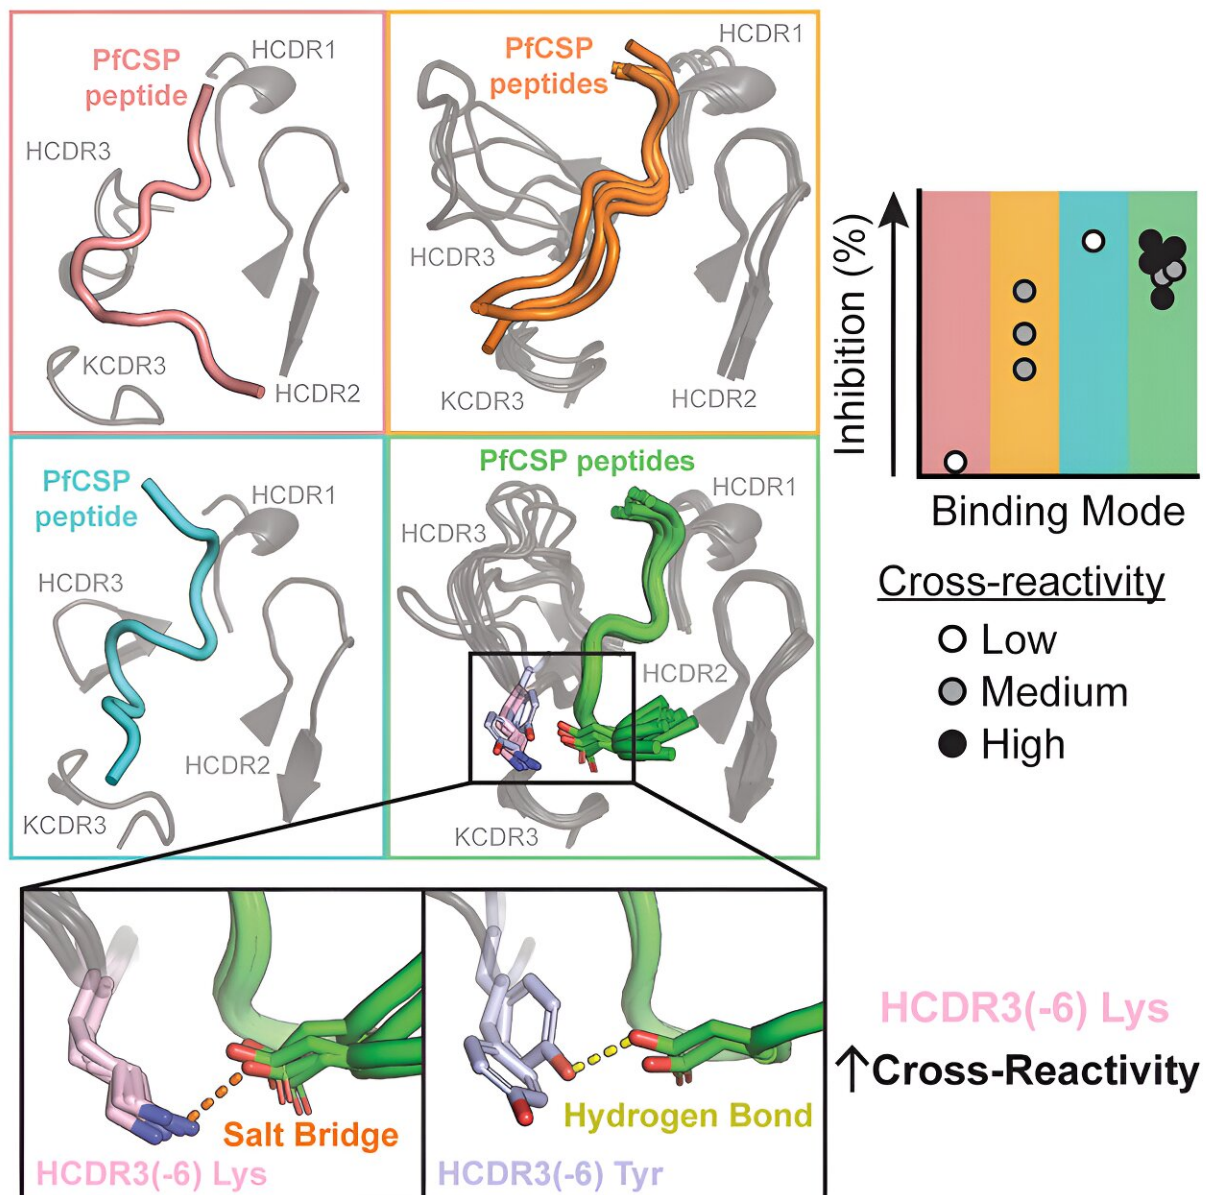 PfCSP
peptide
HCDR1
HCDR3
KCDR3
HCDR2
PfCSP
peptides
HCDR1
HCDR3
KCDR3
HCDR2
PfCSP
peptide
HCDR1
HCDR3
HCDR2
KCDR3
PfCSP peptides
HCDR1
HCDR3
HCDR2
KCDR3
Inhibition (%)
Binding Mode
Cross-reactivity
Low
Medium
High
Salt Bridge
HCDR3(-6) Lys
Hydrogen Bond
HCDR3(-6) Tyr
HCDR3(-6) Lys
↑Cross-Reactivity